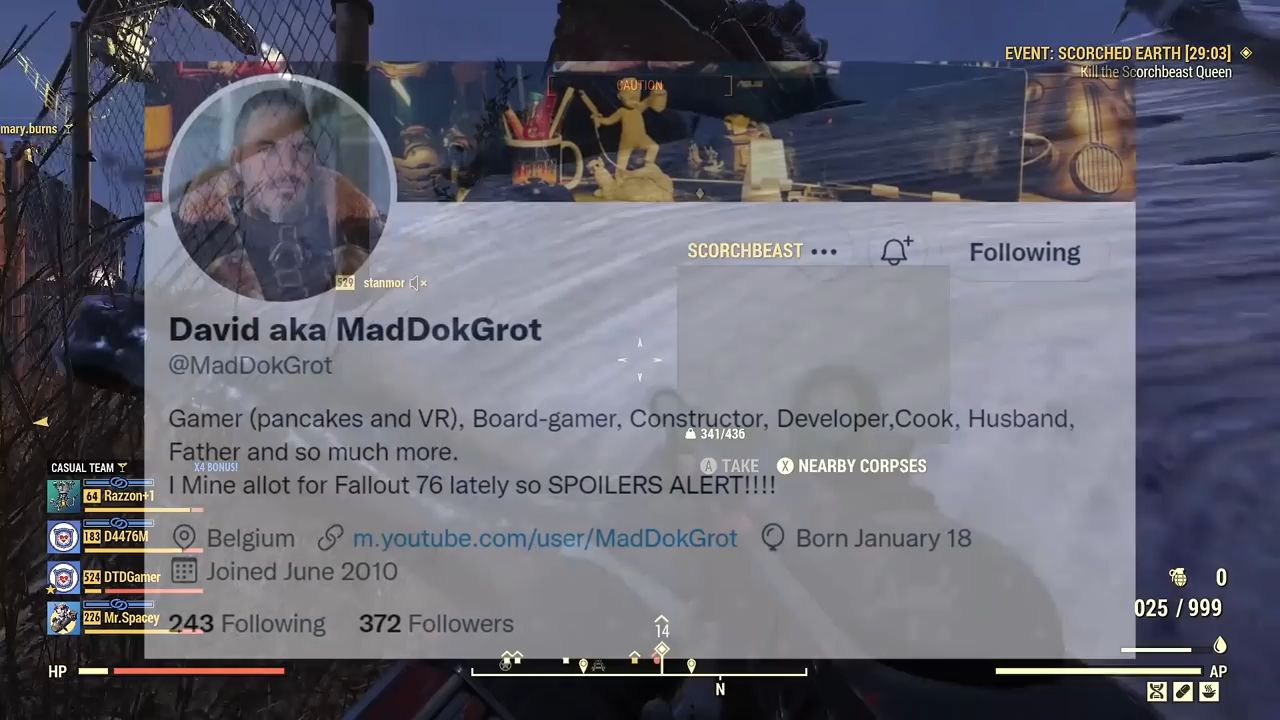 EVENT: SCORCHED EARTH [29:03]
Kill the Scorchbeast Queen
CAUTION
mary.burns
SCORCHBEAST
Following
529 stanmor
David aka MadDokGrot
@MadDokGrot
Gamer (pancakes and VR), Board-gamer, Constructor, Developer,Cook, Husband,
Father and so much more.
341/436
TAKE
NEARBY CORPSES
I Mine allot for Fallout 76 lately so SPOILERS ALERT!!!!
CASUAL TEAM
X4 BONUS!
64 Razzon+1
183 D4476M
524 DTDGamer
226 Mr.Spacey
Belgium m.youtube.com/user/MadDokGrot Born January 18
Joined June 2010
243 Following 372 Followers
0
025 / 999
14
HP
AP
N